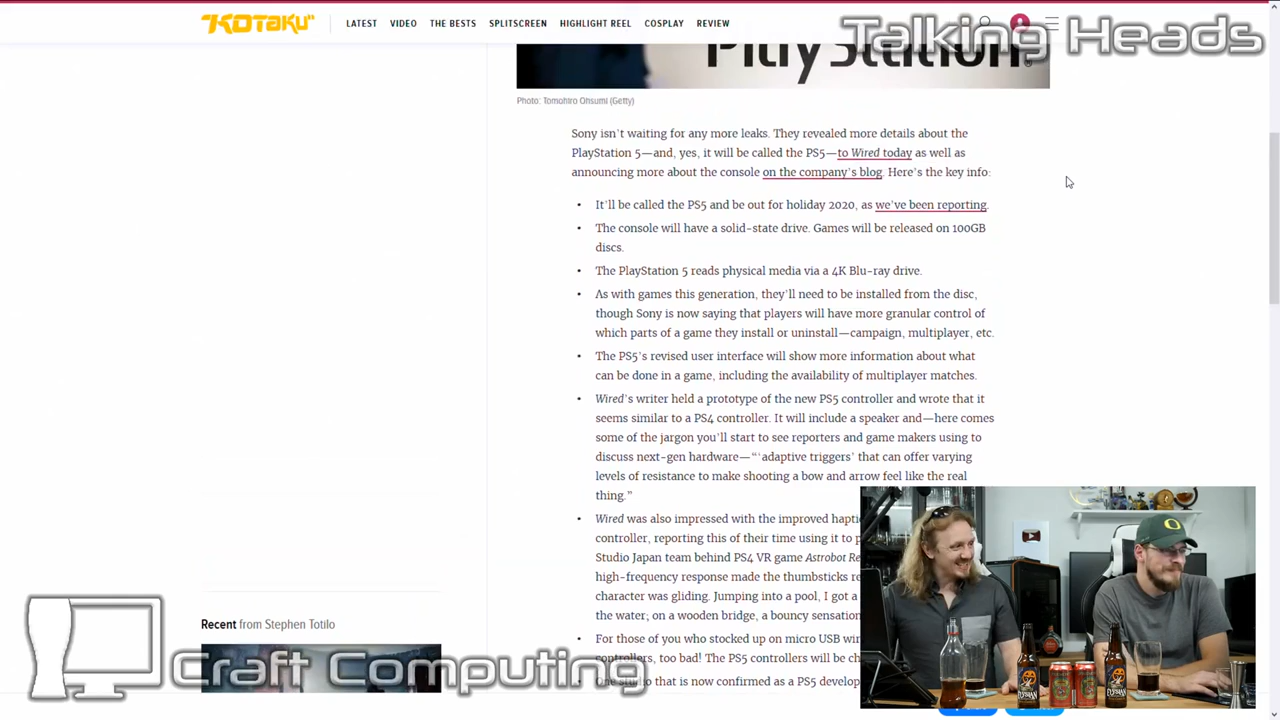 KOTAKU
LATEST VIDEO THE BESTS SPLITSCREEN HIGHLIGHT REEL COSPLAY REVIEW
Talking Heads
PlayStation
Photo: Tomohiro Ohsumi (Getty)
Sony isn't waiting for any more leaks. They revealed more details about the
PlayStation 5—and, yes, it will be called the PS5—to Wired today as well as
announcing more about the console on the company's blog. Here's the key info:
• It'll be called the PS5 and be out for holiday 2020, as we've been reporting.
• The console will have a solid-state drive. Games will be released on 100GB
discs.
• The PlayStation 5 reads physical media via a 4K Blu-ray drive.
• As with games this generation, they'll need to be installed from the disc,
though Sony is now saying that players will have more granular control of
which parts of a game they install or uninstall—campaign, multiplayer, etc.
• The PS5's revised user interface will show more information about what
can be done in a game, including the availability of multiplayer matches.
• Wired's writer held a prototype of the new PS5 controller and wrote that it
seems similar to a PS4 controller. It will include a speaker and—here comes
some of the jargon you'll start to see reporters and game makers using to
discuss next-gen hardware—"'adaptive triggers' that can offer varying
levels of resistance to make shooting a bow and arrow feel like the real
thing."
• Wired was also impressed with the improved hapti
controller, reporting this of their time using it to p
Studio Japan team behind PS4 VR game Astrobot Re
high-frequency response made the thumbsticks re
character was gliding. Jumping into a pool, I got a
the water; on a wooden bridge, a bouncy sensation
• For those of you who stocked up on micro USB wir
controllers, too bad! The PS5 controllers will be ch
One studio that is now confirmed as a PS5 develop
Recent from Stephen Totilo
Craft Computing
O
ELYSIAN